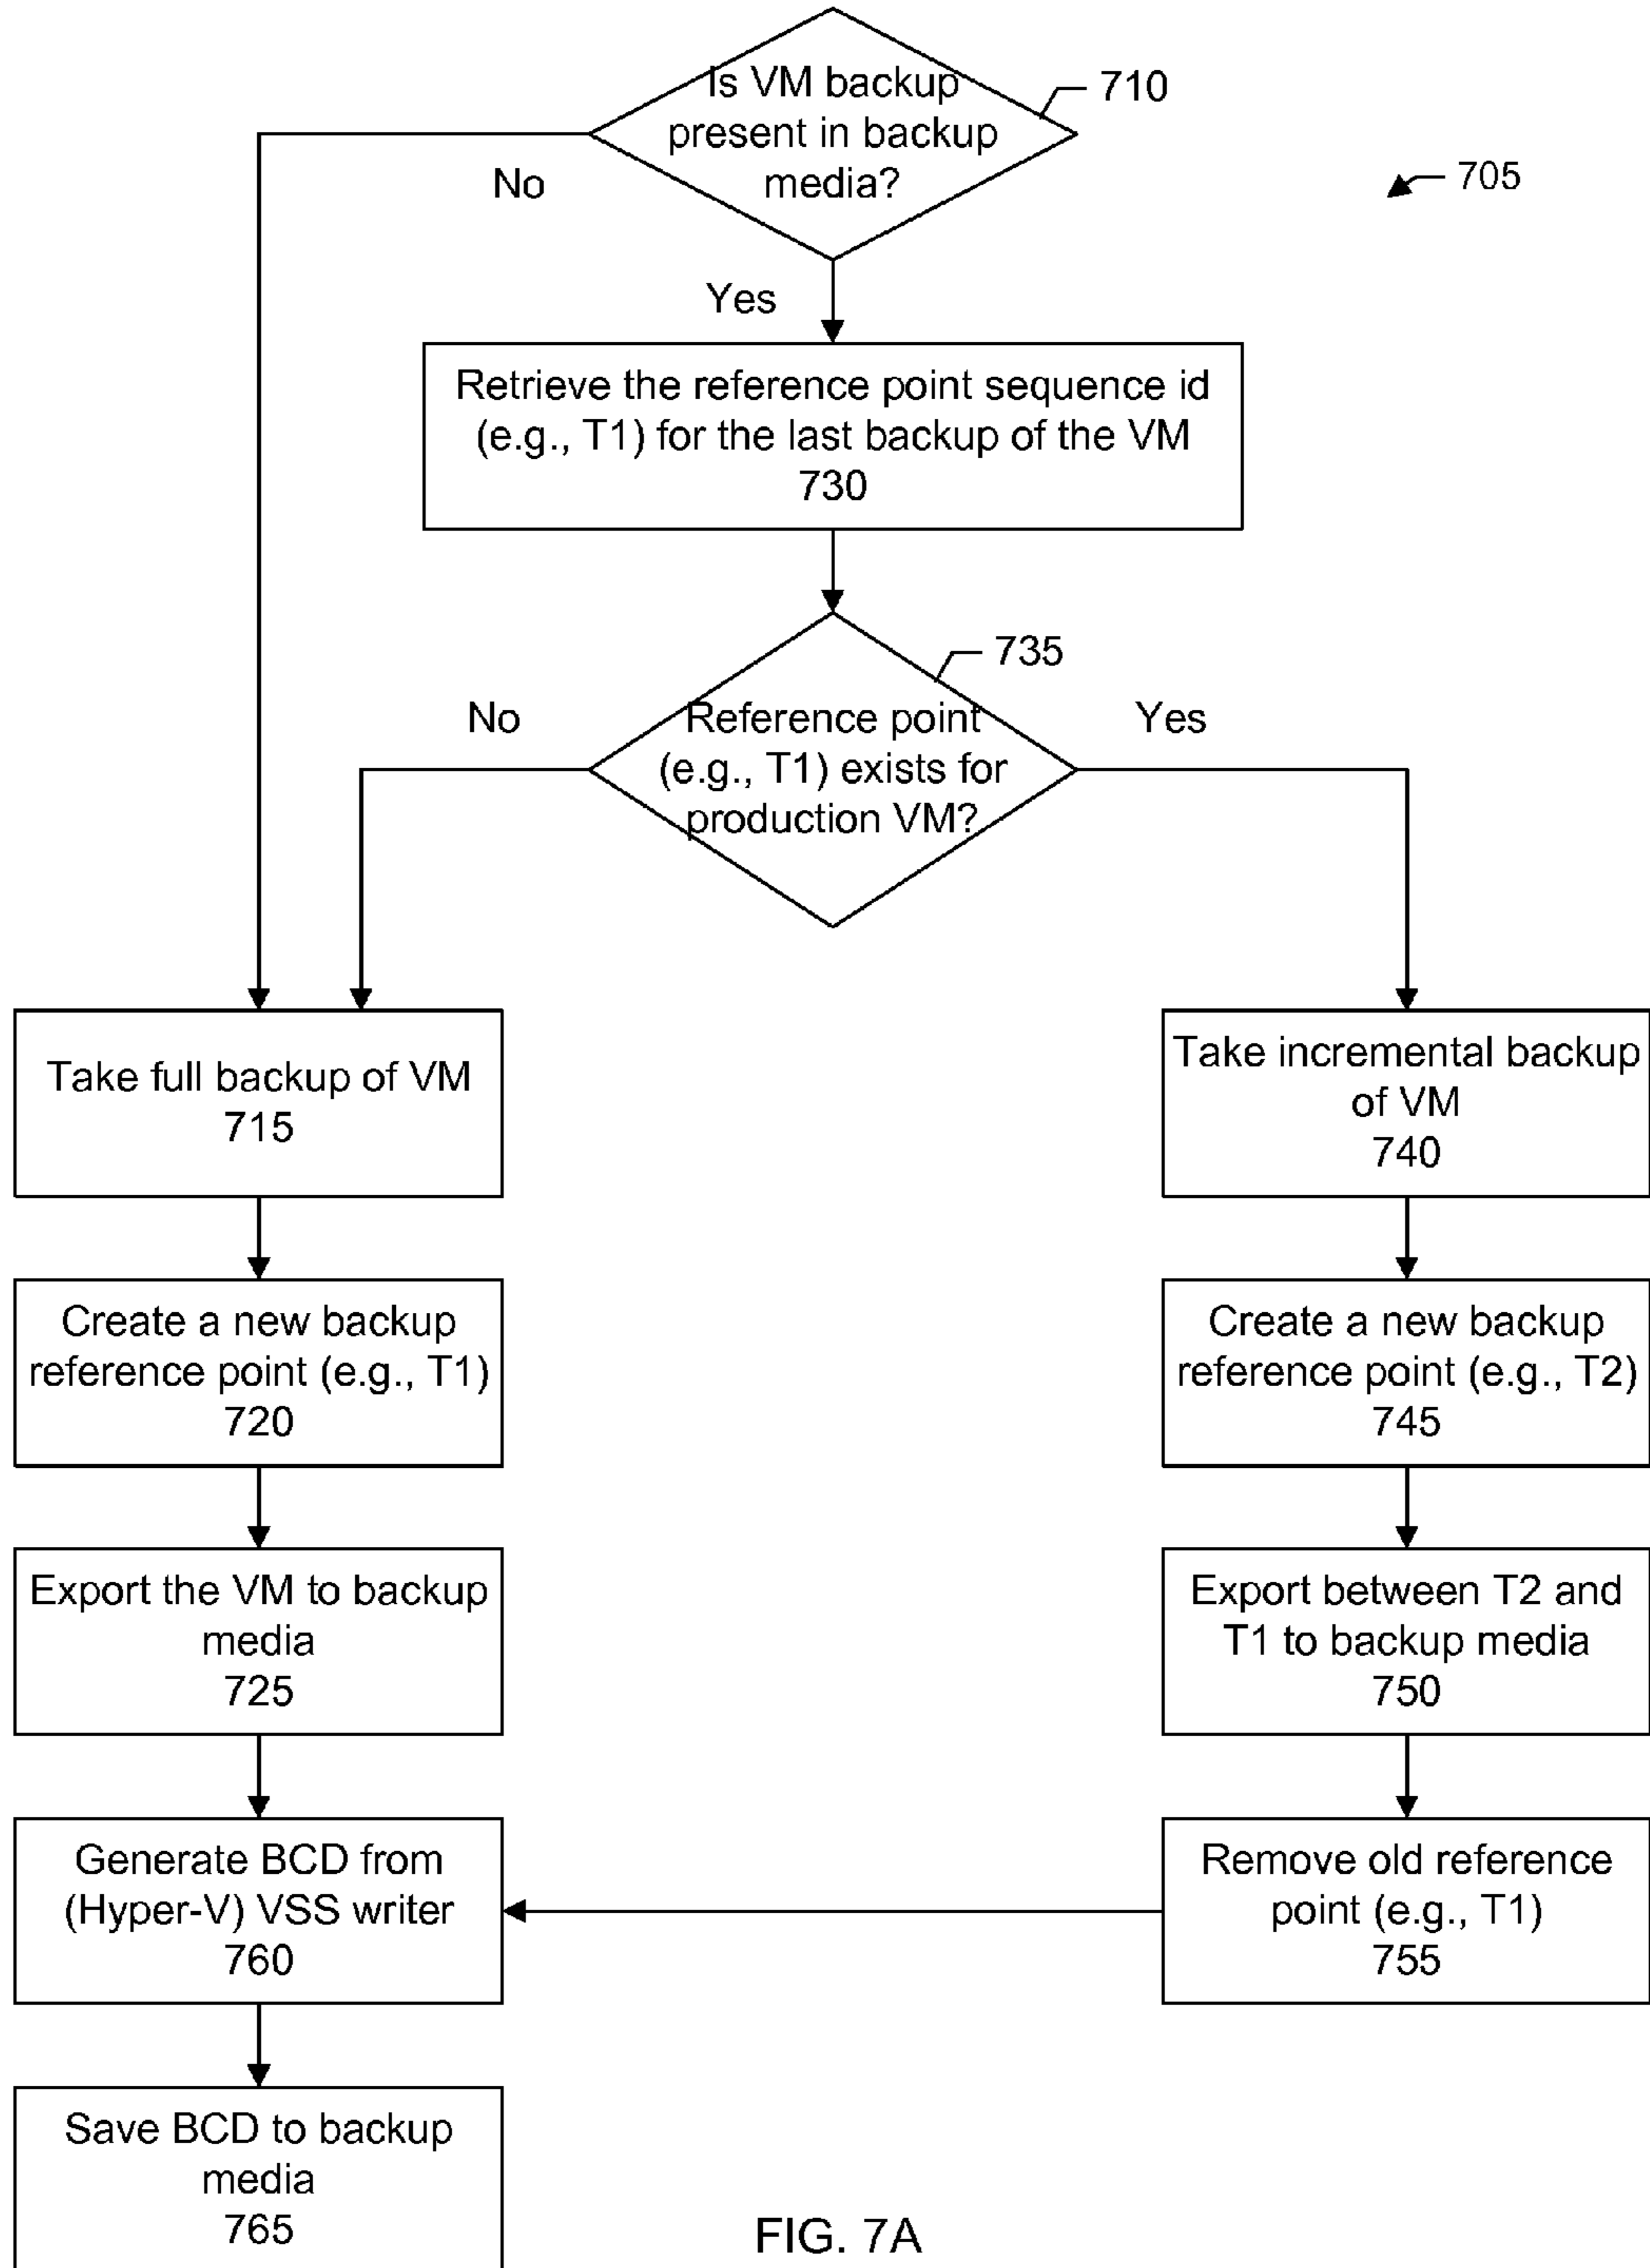 Is VM backup
present in backup
media?
710
No
705
Yes
Retrieve the reference point sequence id
(e.g., T1) for the last backup of the VM
730
735
No
Reference point
(e.g., T1) exists for
production VM?
Yes
Take full backup of VM
715
Take incremental backup
of VM
740
Create a new backup
reference point (e.g., T1)
720
Create a new backup
reference point (e.g., T2)
745
Export the VM to backup
media
725
Export between T2 and
T1 to backup media
750
Generate BCD from
(Hyper-V) VSS writer
760
Remove old reference
point (e.g., T1)
755
Save BCD to backup
media
765
FIG. 7A